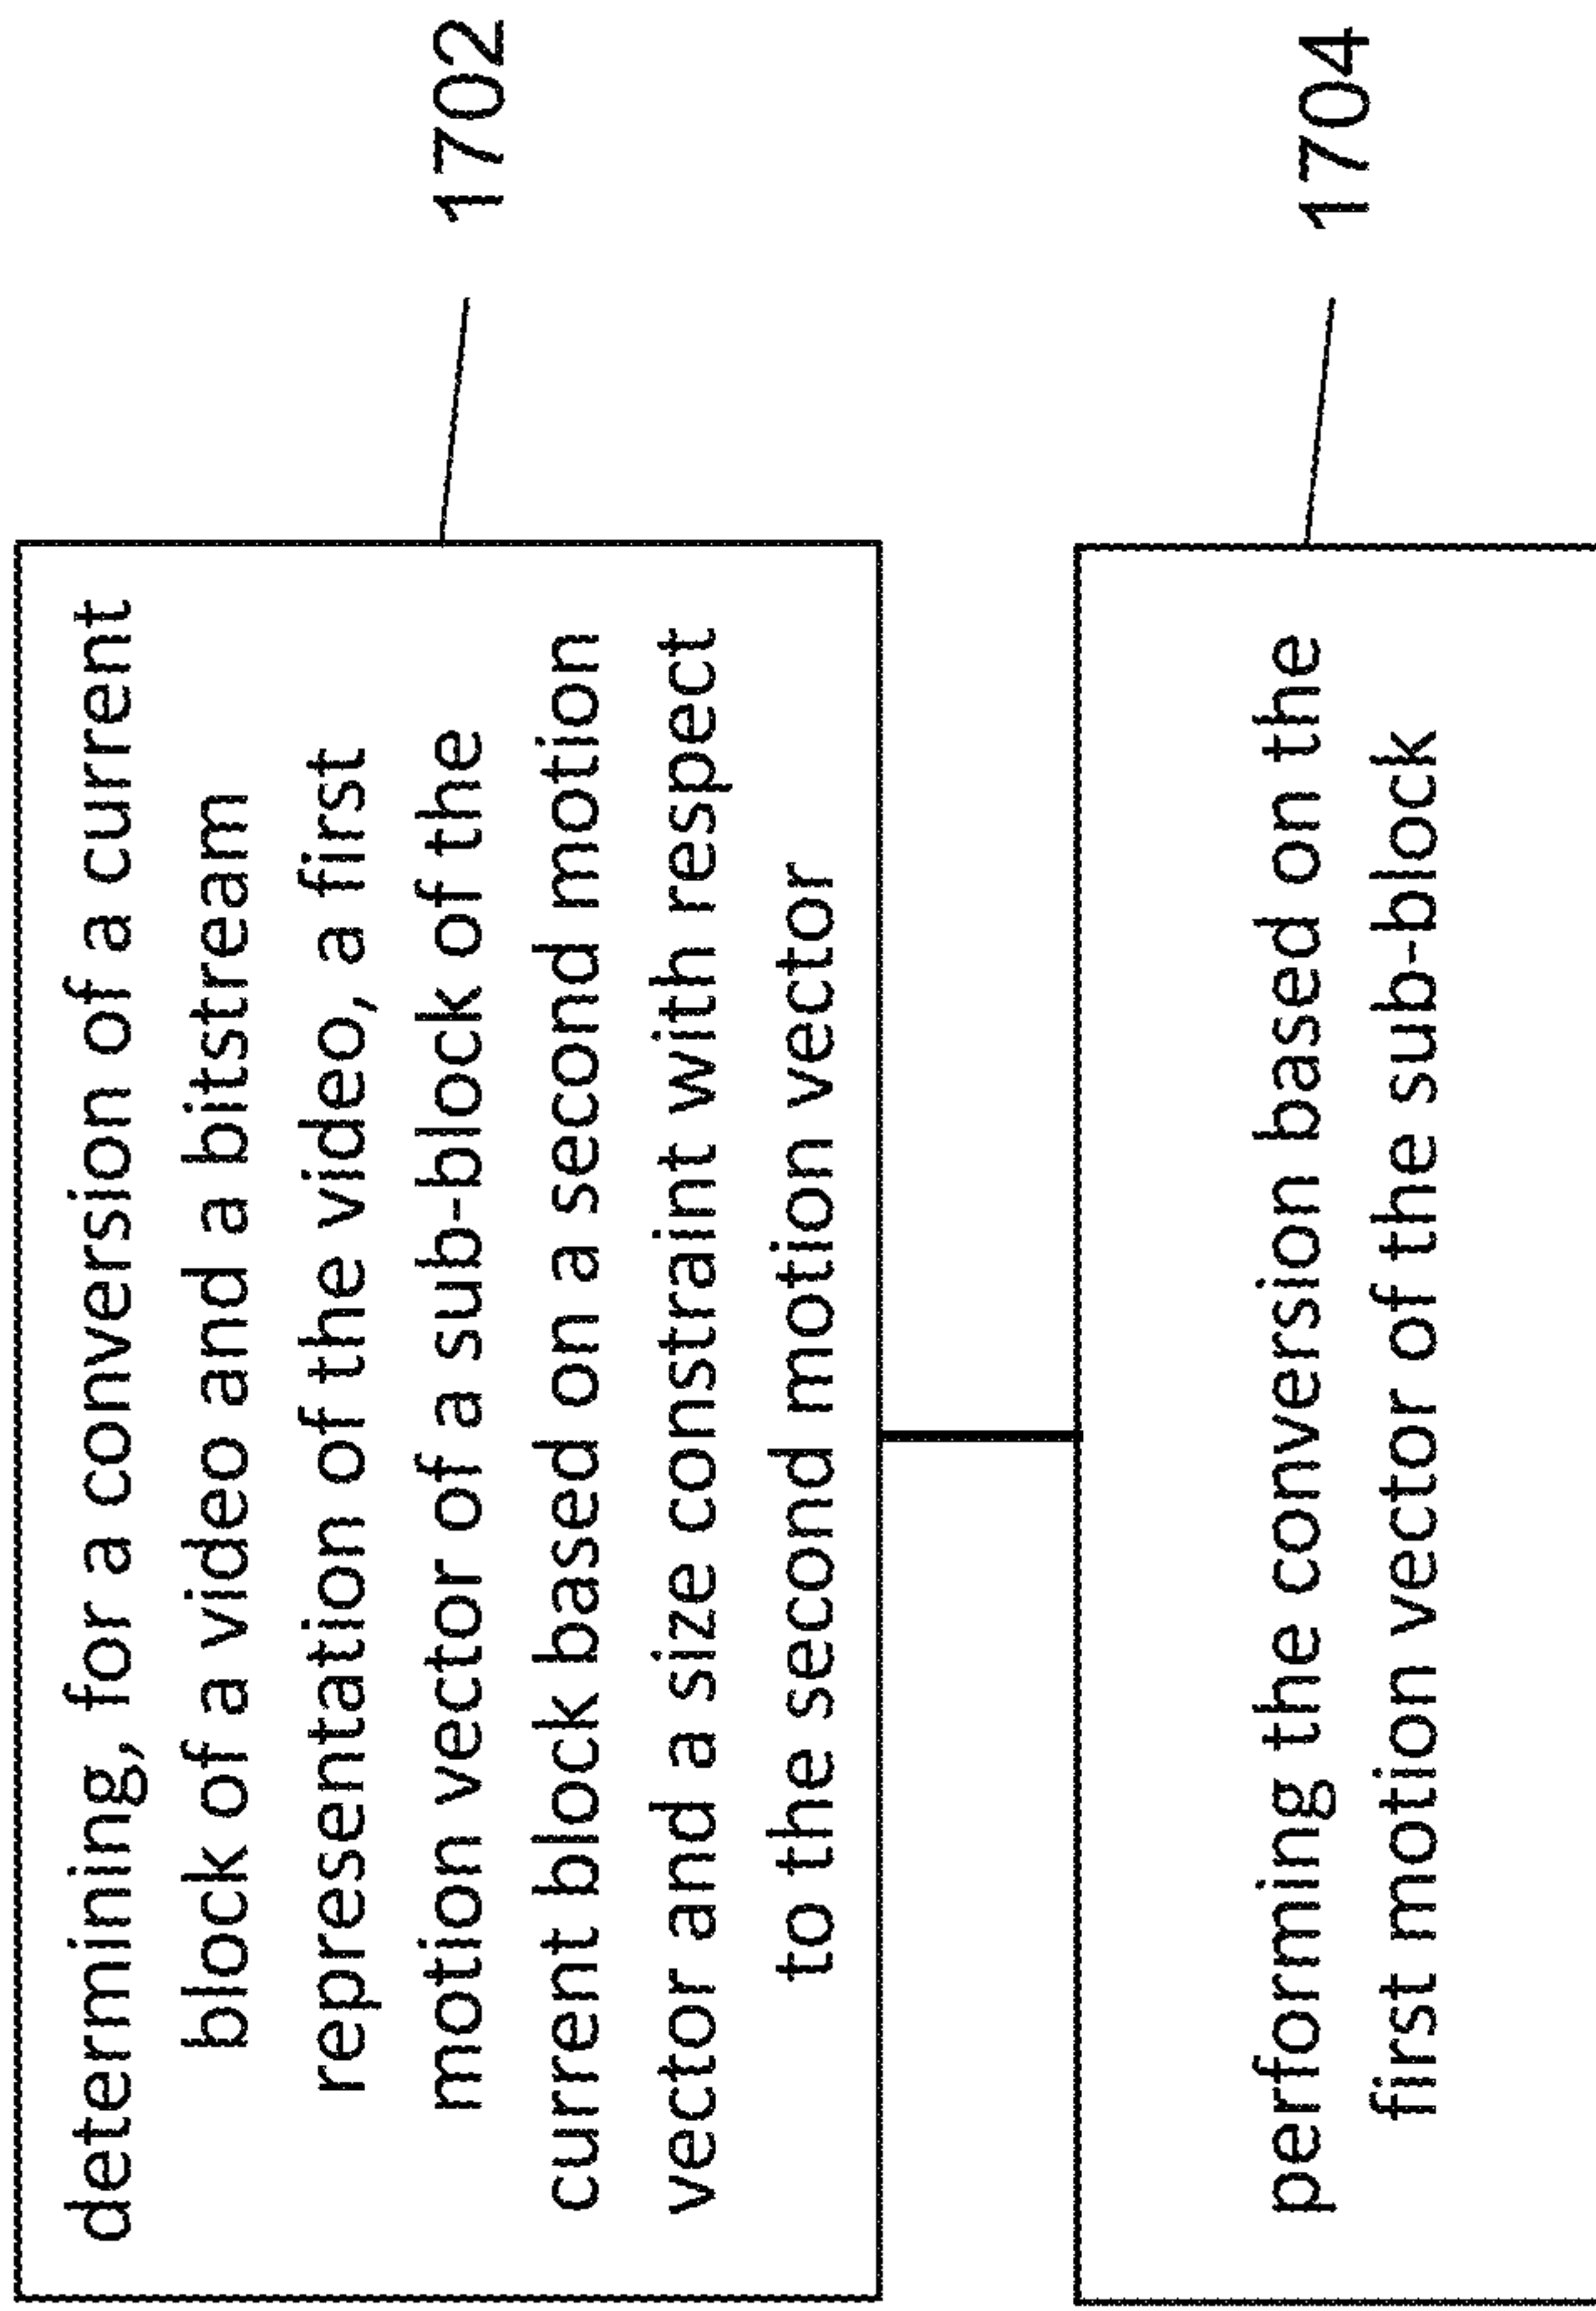 determining, for a conversion of a current
block of a video and a bitstream
representation of the video, a first
motion vector of a sub-block of the
current block based on a second motion
vector and a size constraint with respect
to the second motion vector
1702
performing the conversion based on the
first motion vector of the sub-block
1704